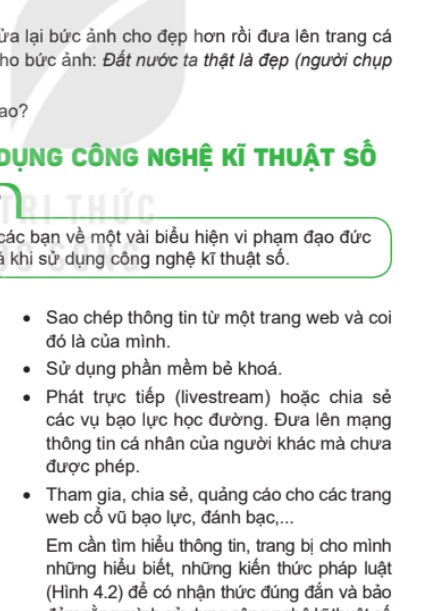 ửa lại bức ảnh cho đẹp hơn rồi đưa lên trang cá
ho bức ảnh: Đất nước ta thật là đẹp (người chụp
ao?
DỤNG CÔNG NGHỆ KĨ THUẬT SỐ
TRI THỨC
các bạn về một vài biểu hiện vi phạm đạo đức
khi sử dụng công nghệ kĩ thuật số.
• Sao chép thông tin từ một trang web và coi
đó là của mình.
• Sử dụng phần mềm bẻ khoá.
• Phát trực tiếp (livestream) hoặc chia sẻ
các vụ bạo lực học đường. Đưa lên mạng
thông tin cá nhân của người khác mà chưa
được phép.
• Tham gia, chia sẻ, quảng cáo cho các trang
web cổ vũ bạo lực, đánh bạc,...
Em cần tìm hiểu thông tin, trang bị cho mình
những hiểu biết, những kiến thức pháp luật
(Hình 4.2) để có nhận thức đúng đắn và bảo